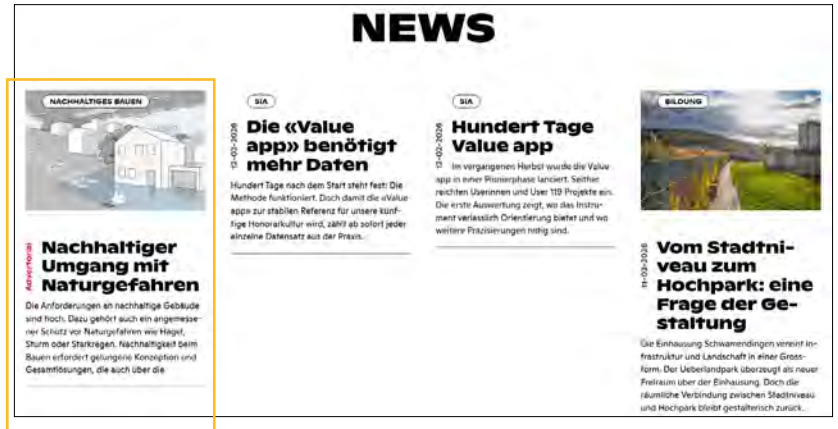 NEWS
NACHHALTIGES BAUEN
Advertorial
Nachhaltiger
Umgang mit
Naturgefahren
Die Anforderungen an nachhaltige Gebäude
sind hoch. Dazu gehört auch ein angemesse-
ner Schutz vor Naturgefahren wie Hagel,
Sturm oder Starkregen. Nachhaltigkeit beim
Bauen erfordert gelungene Konzeption und
Gesamtlösungen, die auch über die
SIA
12-02-2026
Die «Value
app» benötigt
mehr Daten
Hundert Tage nach dem Start steht fest: Die
Methode funktioniert. Doch damit die «Value
app» zur stabilen Referenz für unsere künf-
tige Honorarkultur wird, zählt ab sofort jeder
einzelne Datensatz aus der Praxis.
SIA
12-02-2026
Hundert Tage
Value app
Im vergangenen Herbst wurde die Value
app in einer Pionierphase lanciert. Seither
reichten Userinnen und User 119 Projekte ein.
Die erste Auswertung zeigt, wo das Instru-
ment verlässlich Orientierung bietet und wo
weitere Präzisierungen nötig sind.
BILDUNG
11-02-2026
Vom Stadtni-
veau zum
Hochpark: eine
Frage der Ge-
staltung
Die Einhausung Schwamendingen vereint In-
frastruktur und Landschaft in einer Gross-
form. Der Ueberlandpark überzeugt als neuer
Freiraum über der Einhausung. Doch die
räumliche Verbindung zwischen Stadtniveau
und Hochpark bleibt gestalterisch zurück.